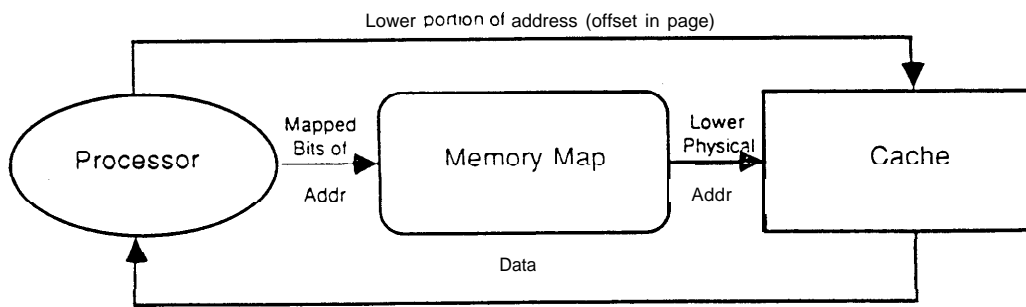 Lower portion of address (offset in page)
Processor
Mapped
Bits of
Addr
Memory Map
Lower
Physical
Addr
Cache
Data